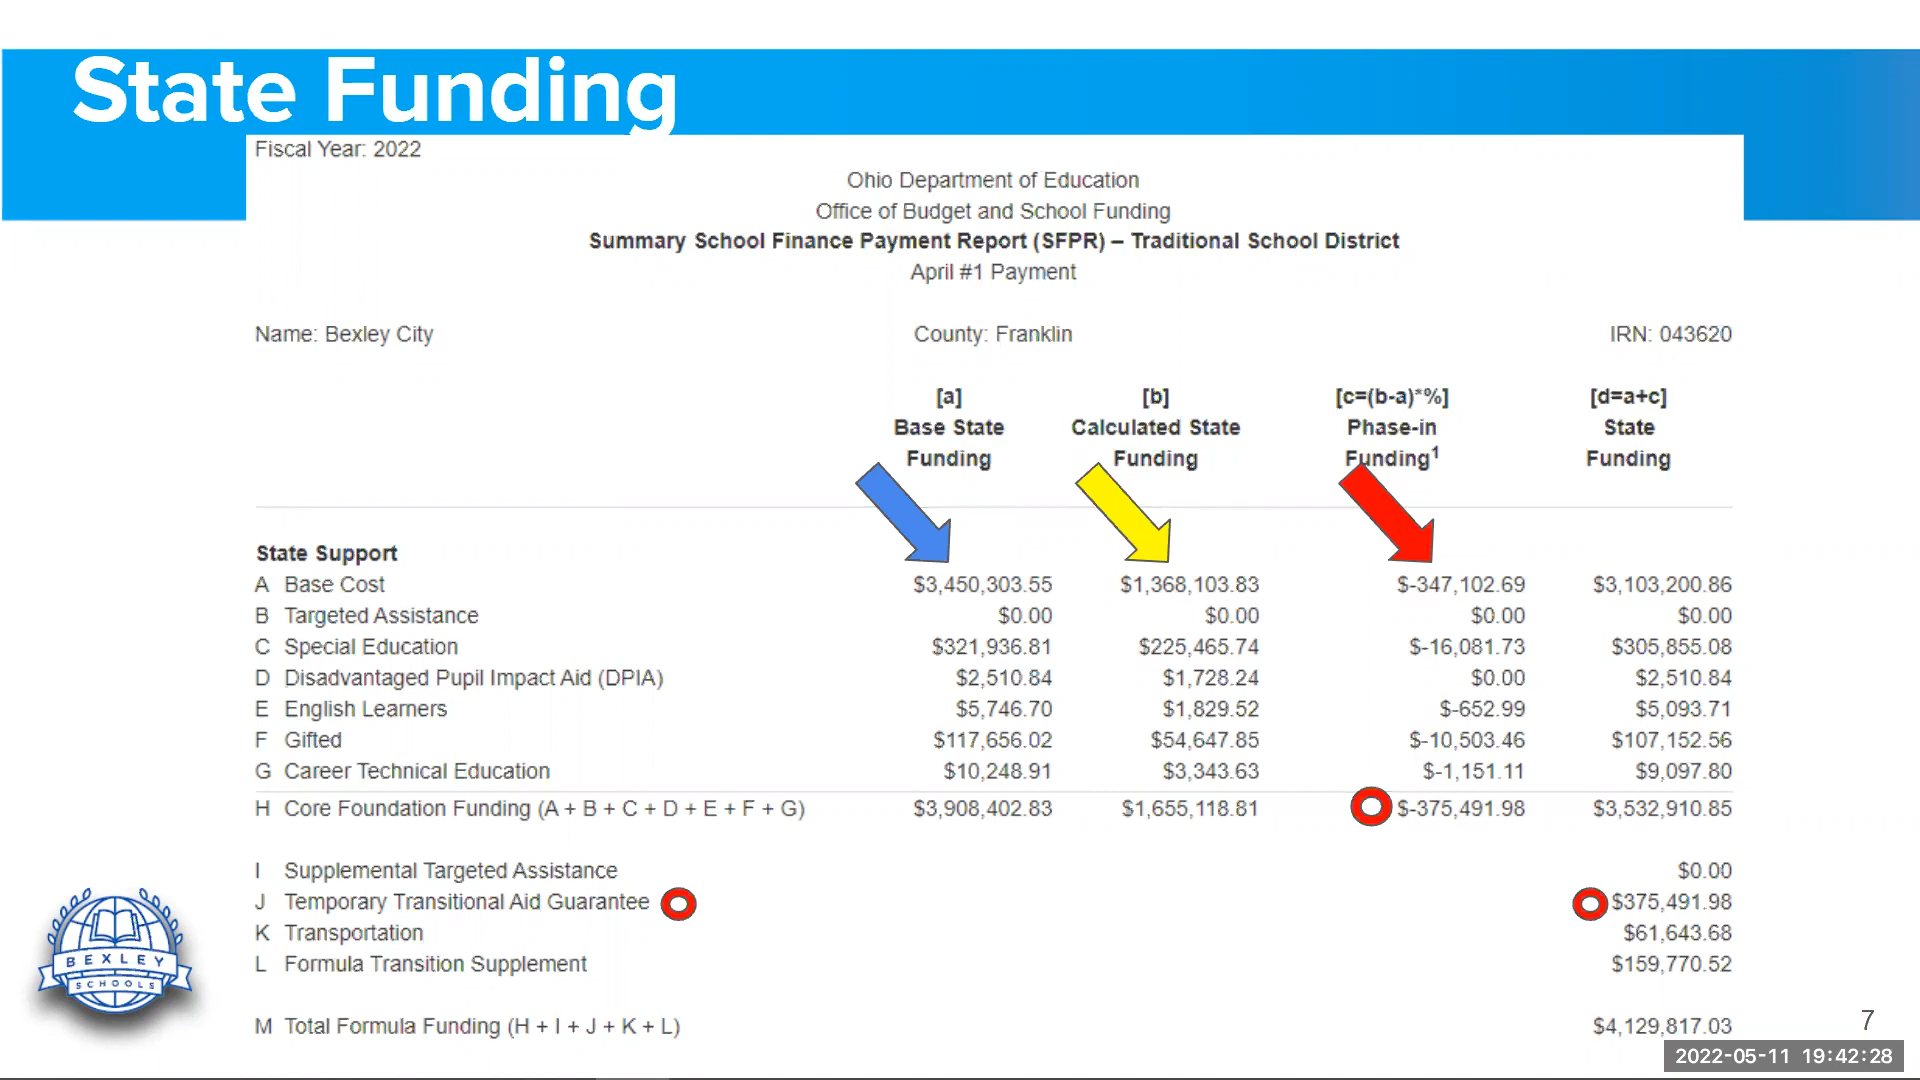 State Funding
Fiscal Year: 2022
Ohio Department of Education
Office of Budget and School Funding
Summary School Finance Payment Report (SFPR) – Traditional School District
April #1 Payment
Name: Bexley City County: Franklin IRN: 043620
[a] [b] [c=(b-a)*%] [d=a+c]
Base State Calculated State Phase-in State
Funding Funding Funding¹ Funding
State Support
A Base Cost $3,450,303.55 $1,368,103.83 $-347,102.69 $3,103,200.86
B Targeted Assistance $0.00 $0.00 $0.00 $0.00
C Special Education $321,936.81 $225,465.74 $-16,081.73 $305,855.08
D Disadvantaged Pupil Impact Aid (DPIA) $2,510.84 $1,728.24 $0.00 $2,510.84
E English Learners $5,746.70 $1,829.52 $-652.99 $5,093.71
F Gifted $117,656.02 $54,647.85 $-10,503.46 $107,152.56
G Career Technical Education $10,248.91 $3,343.63 $-1,151.11 $9,097.80
H Core Foundation Funding (A + B + C + D + E + F + G) $3,908,402.83 $1,655,118.81 $-375,491.98 $3,532,910.85
I Supplemental Targeted Assistance $0.00
J Temporary Transitional Aid Guarantee $375,491.98
K Transportation $61,643.68
L Formula Transition Supplement $159,770.52
M Total Formula Funding (H + I + J + K + L) $4,129,817.03
BEXLEY
SCHOOLS
7
2022-05-11 19:42:28